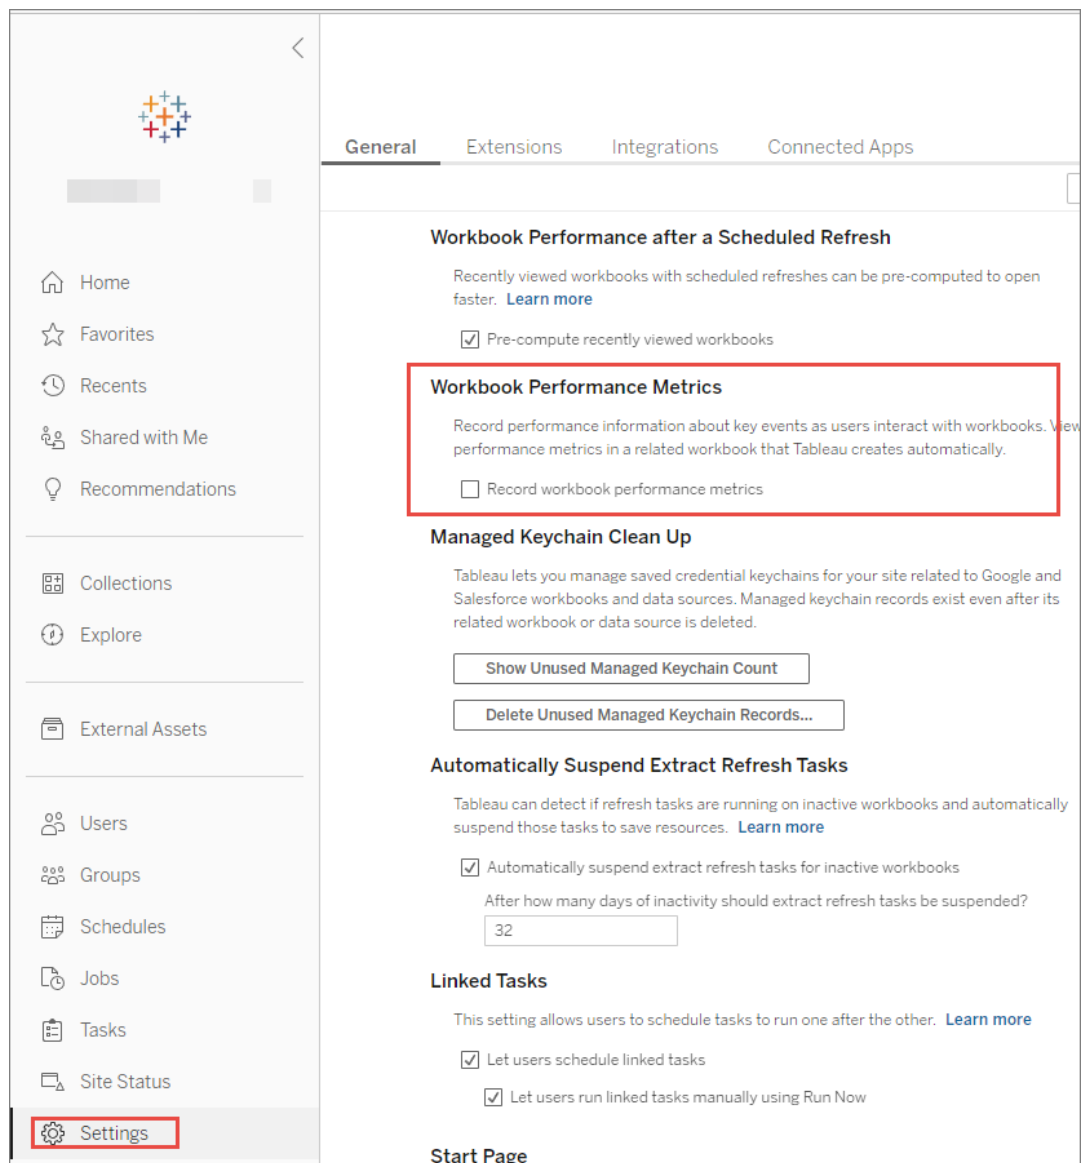 General Extensions Integrations Connected Apps
Home
Favorites
Recents
Shared with Me
Recommendations
Collections
Explore
External Assets
Users
Groups
Schedules
Jobs
Tasks
Site Status
Settings
Workbook Performance after a Scheduled Refresh
Recently viewed workbooks with scheduled refreshes can be pre-computed to open
faster. Learn more
Pre-compute recently viewed workbooks
Workbook Performance Metrics
Record performance information about key events as users interact with workbooks. View
performance metrics in a related workbook that Tableau creates automatically.
Record workbook performance metrics
Managed Keychain Clean Up
Tableau lets you manage saved credential keychains for your site related to Google and
Salesforce workbooks and data sources. Managed keychain records exist even after its
related workbook or data source is deleted.
Show Unused Managed Keychain Count
Delete Unused Managed Keychain Records...
Automatically Suspend Extract Refresh Tasks
Tableau can detect if refresh tasks are running on inactive workbooks and automatically
suspend those tasks to save resources. Learn more
Automatically suspend extract refresh tasks for inactive workbooks
After how many days of inactivity should extract refresh tasks be suspended?
32
Linked Tasks
This setting allows users to schedule tasks to run one after the other. Learn more
Let users schedule linked tasks
Let users run linked tasks manually using Run Now
Start Page